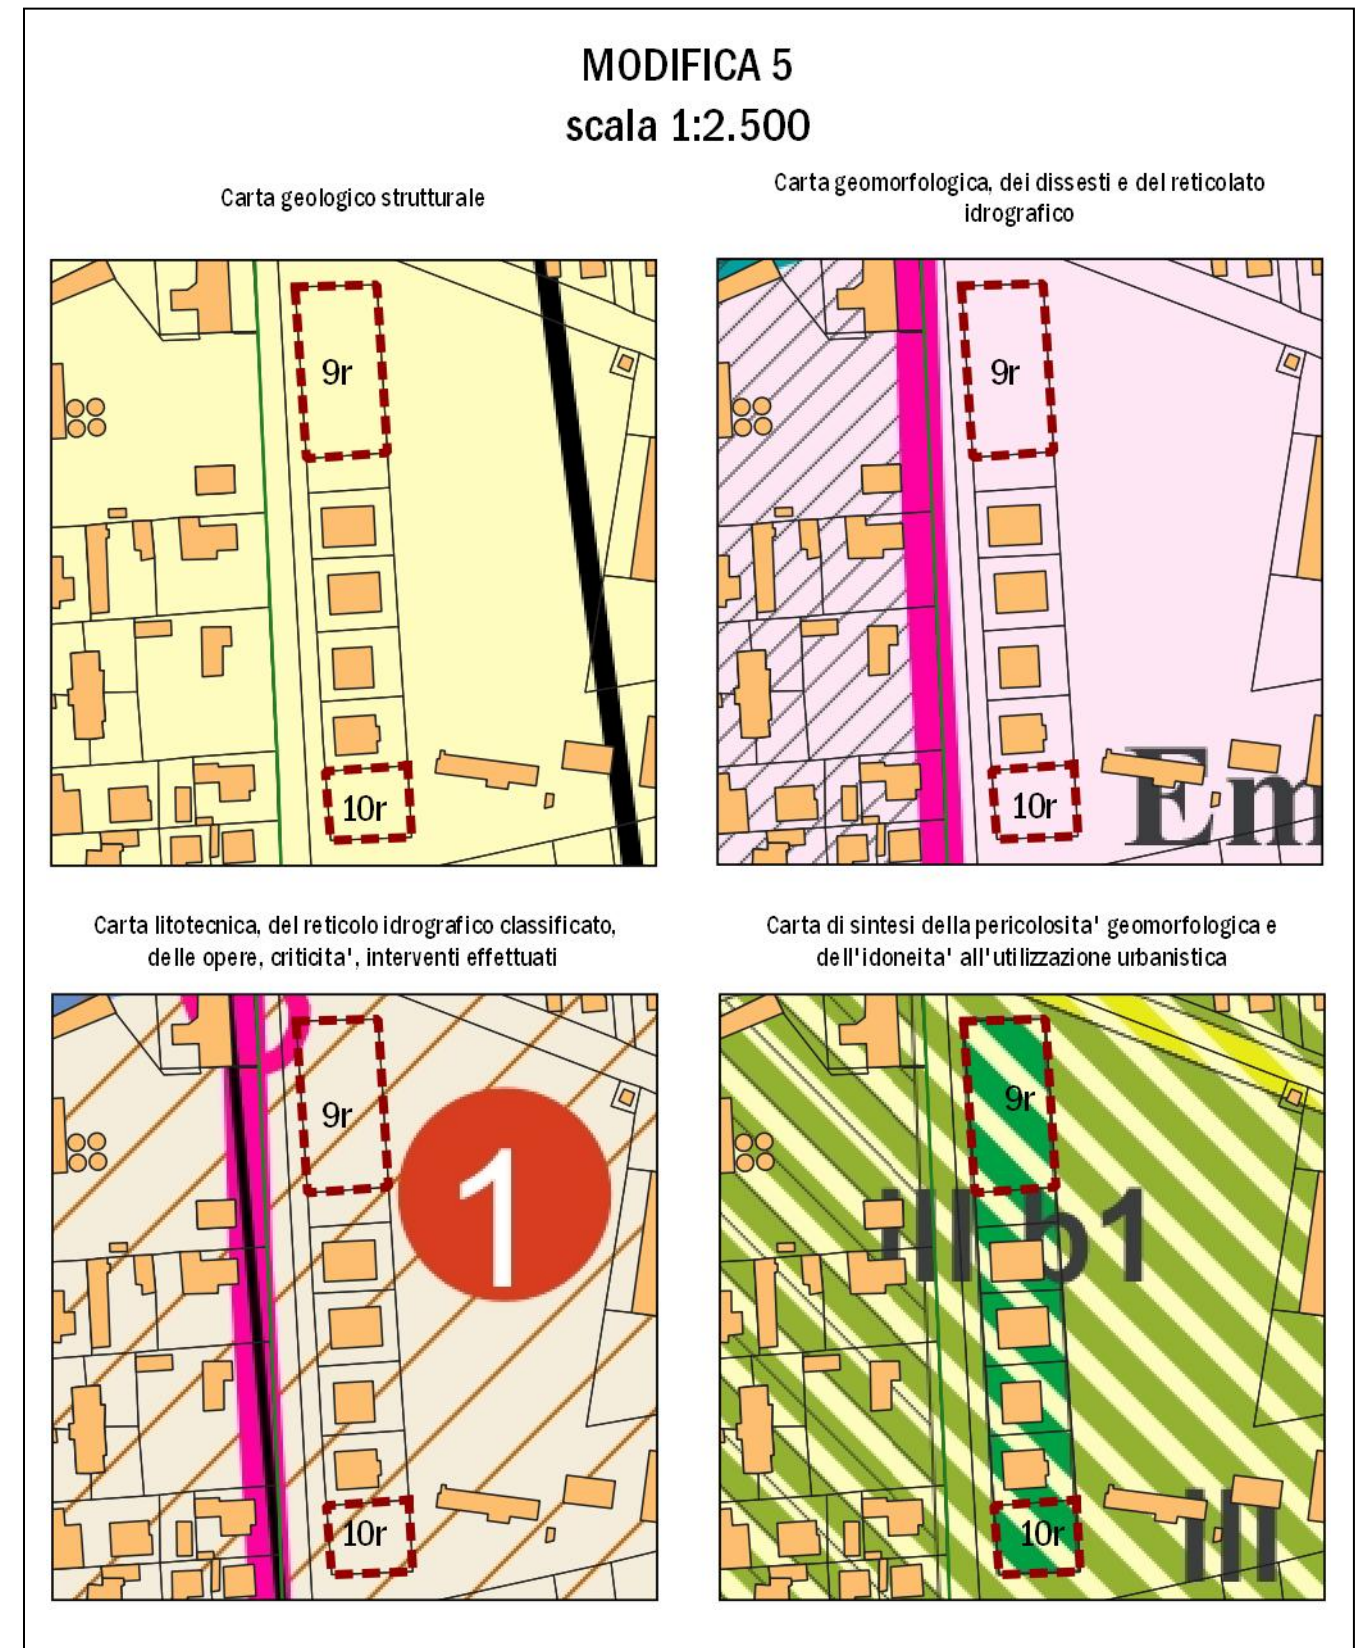 MODIFICA 5
scala 1:2.500
Carta geologico strutturale
Carta geomorfologica, dei dissesti e del reticolato
idrografico
9r
10r
9r
10r
Em
Carta litotecnica, del reticolo idrografico classificato,
delle opere, criticita', interventi effettuati
Carta di sintesi della pericolosita' geomorfologica e
dell'idoneita' all'utilizzazione urbanistica
9r
1
10r
9r
10r